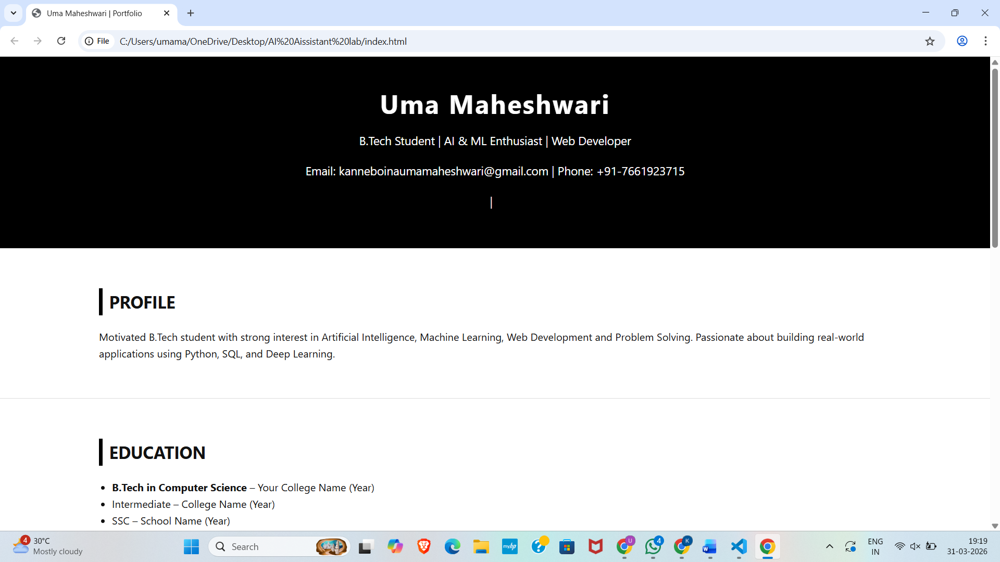 Uma Maheshwari | Portfolio
File
C:/Users/umama/OneDrive/Desktop/AI%20Aissistant%20lab/index.html
Uma Maheshwari
B.Tech Student | AI & ML Enthusiast | Web Developer
Email: kanneboinaumamaheshwari@gmail.com | Phone: +91-7661923715
|
PROFILE
Motivated B.Tech student with strong interest in Artificial Intelligence, Machine Learning, Web Development and Problem Solving. Passionate about building real-world
applications using Python, SQL, and Deep Learning.
EDUCATION
• B.Tech in Computer Science – Your College Name (Year)
• Intermediate – College Name (Year)
• SSC – School Name (Year)
4
30°C
Mostly cloudy
Search
myhp
U
4
K
W
ENG
IN
19:19
31-03-2026